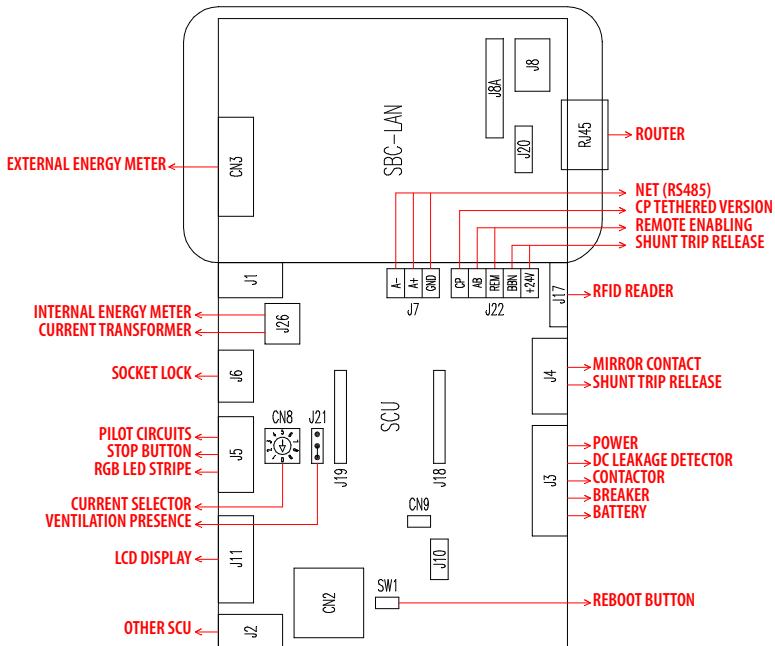 J8
J8A
SBC-LAN
RJ45
ROUTER
J20
EXTERNAL ENERGY METER
CN3
NET (RS485)
CP TETHERED VERSION
REMOTE ENABLING
SHUNT TRIP RELEASE
J1
A-
A+
GND
CP
AB
REM
BBN
+24V
J17
RFID READER
J7
J22
INTERNAL ENERGY METER
CURRENT TRANSFORMER
J26
SOCKET LOCK
J6
J4
MIRROR CONTACT
SHUNT TRIP RELEASE
CN8
J21
SCU
PILOT CIRCUITS
STOP BUTTON
RGB LED STRIPE
J5
J19
J18
J3
POWER
DC LEAKAGE DETECTOR
CONTACTOR
BREAKER
BATTERY
CURRENT SELECTOR
VENTILATION PRESENCE
CN9
LCD DISPLAY
J11
J10
CN2
SW1
REBOOT BUTTON
OTHER SCU
J2